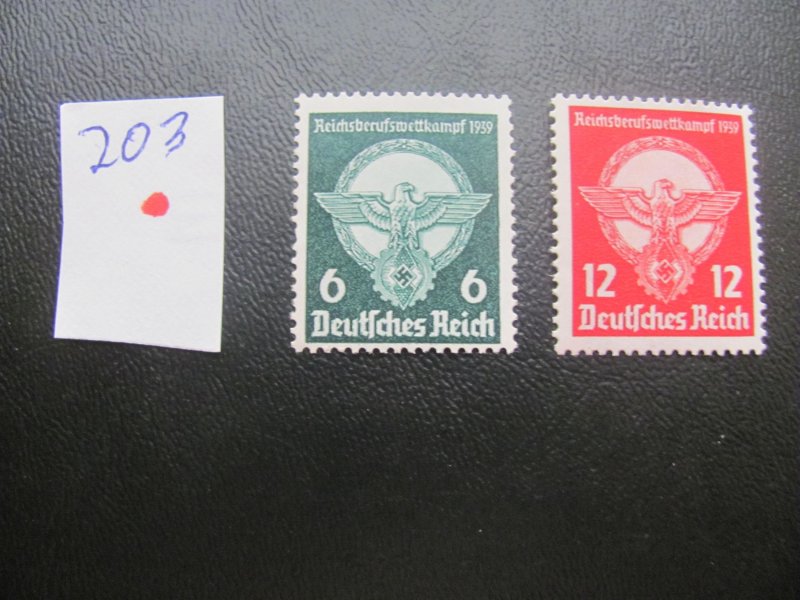 203
Reichsberufswettkampf 1939
6 6
Deutsches Reich
Reichsberufswettkampf 1939
12 12
Deutsches Reich